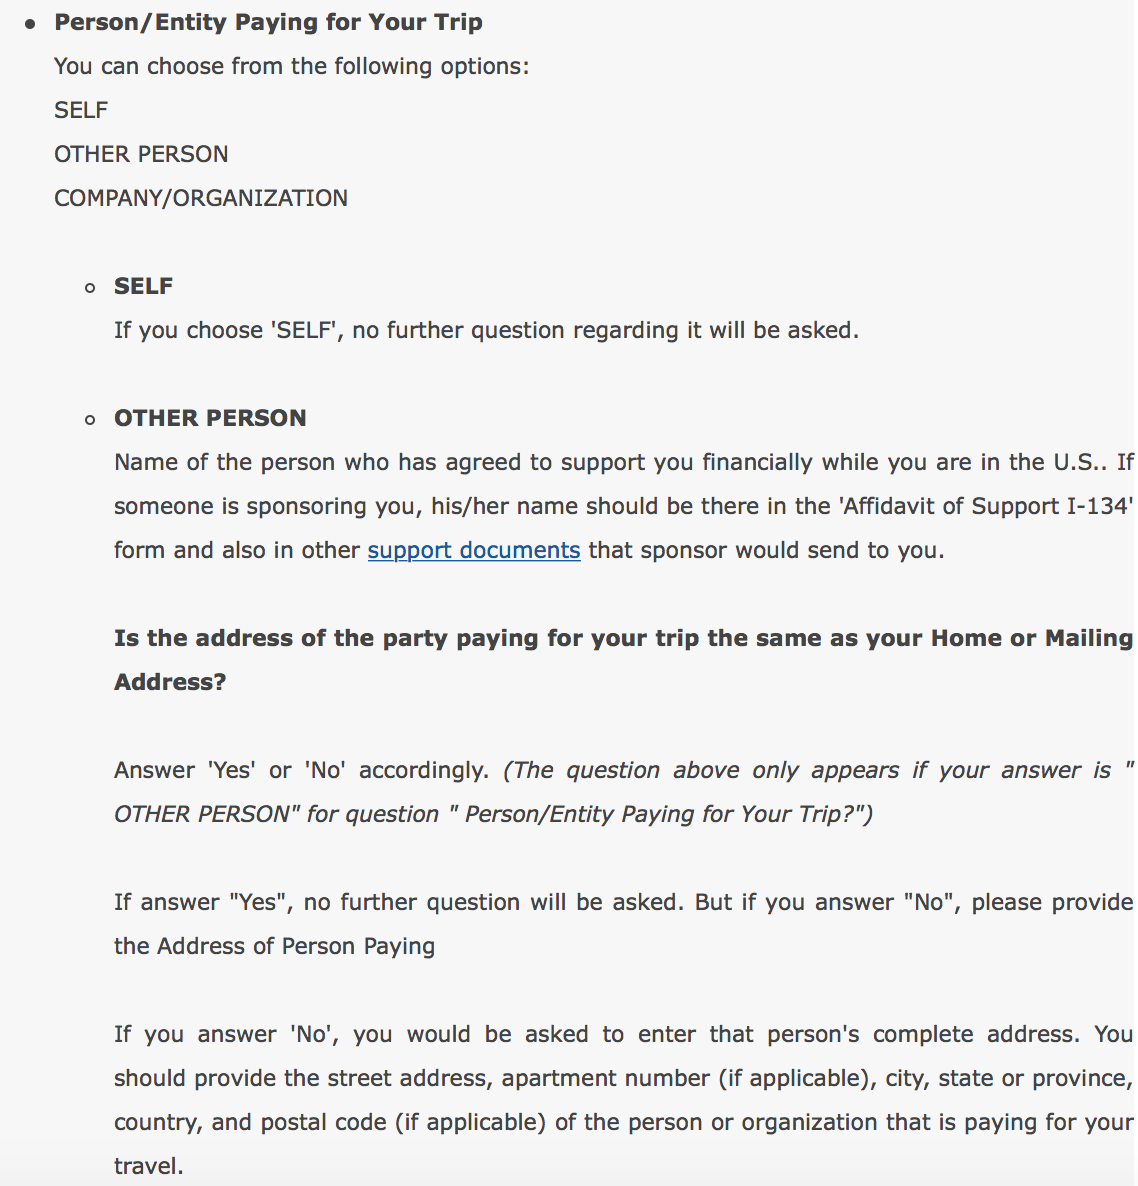 Person/Entity Paying for Your Trip
You can choose from the following options:
SELF
OTHER PERSON
COMPANY/ORGANIZATION
SELF
If you choose 'SELF', no further question regarding it will be asked.
OTHER PERSON
Name of the person who has agreed to support you financially while you are in the U.S.. If
someone is sponsoring you, his/her name should be there in the 'Affidavit of Support I-134'
form and also in other support documents that sponsor would send to you.
Is the address of the party paying for your trip the same as your Home or Mailing
Address?
Answer 'Yes' or 'No' accordingly. (The question above only appears if your answer is "
OTHER PERSON" for question " Person/Entity Paying for Your Trip?")
If answer "Yes", no further question will be asked. But if you answer "No", please provide
the Address of Person Paying
If you answer 'No', you would be asked to enter that person's complete address. You
should provide the street address, apartment number (if applicable), city, state or province,
country, and postal code (if applicable) of the person or organization that is paying for your
travel.